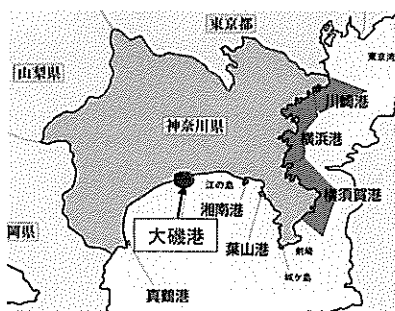 東京都
東京湾
山梨県
川崎港
神奈川県
横浜港
江の島
湘南港
横須賀港
大磯港
葉山港
岡県
剣崎
城ケ島
真鶴港